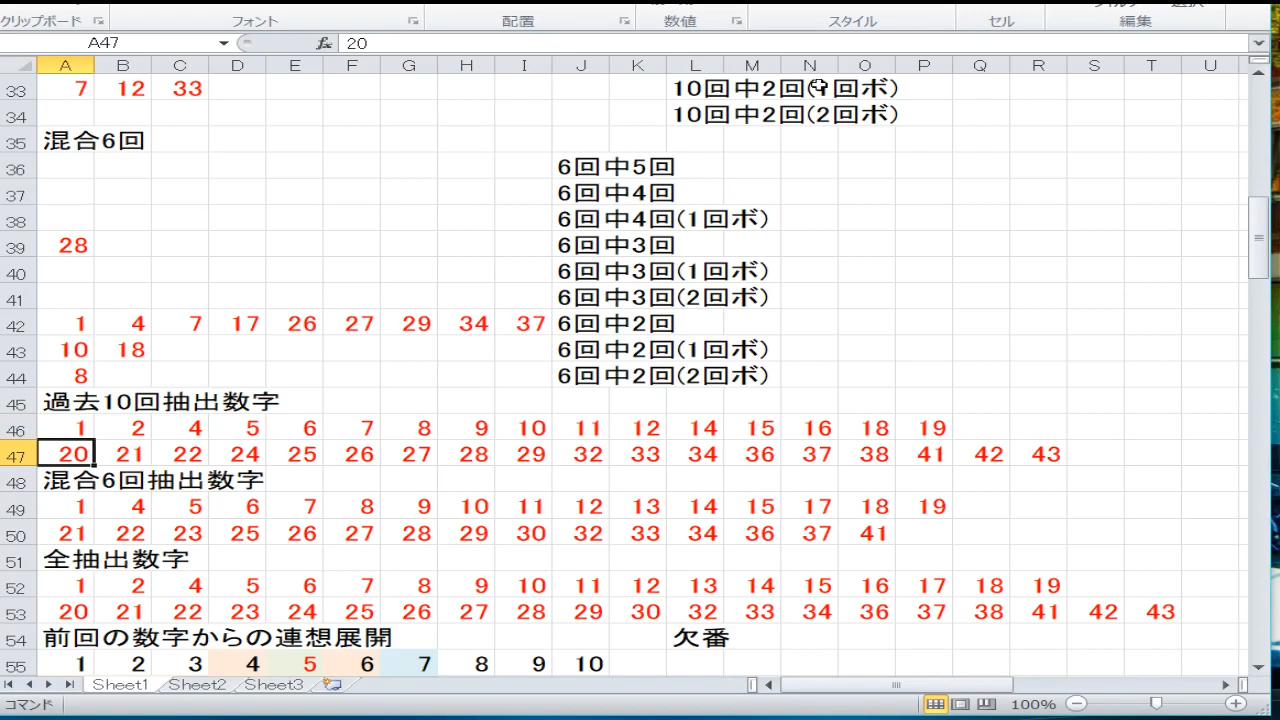 クリップボード フォント 配置 数値 スタイル セル 編集
A47 fx 20
A B C D E F G H I J K L M N O P Q R S T U
33 7 12 33 10回中2回(1回ボ)
34 10回中2回(2回ボ)
35 混合6回
36 6回中5回
37 6回中4回
38 6回中4回(1回ボ)
39 28 6回中3回
40 6回中3回(1回ボ)
41 6回中3回(2回ボ)
42 1 4 7 17 26 27 29 34 37 6回中2回
43 10 18 6回中2回(1回ボ)
44 8 6回中2回(2回ボ)
45 過去10回抽出数字
46 1 2 4 5 6 7 8 9 10 11 12 14 15 16 18 19
47 20 21 22 24 25 26 27 28 29 32 33 34 36 37 38 41 42 43
48 混合6回抽出数字
49 1 4 5 6 7 8 9 10 11 12 13 14 15 17 18 19
50 21 22 23 25 26 27 28 29 30 32 33 34 36 37 41
51 全抽出数字
52 1 2 4 5 6 7 8 9 10 11 12 13 14 15 16 17 18 19
53 20 21 22 23 24 25 26 27 28 29 30 32 33 34 36 37 38 41 42 43
54 前回の数字からの連想展開 欠番
55 1 2 3 4 5 6 7 8 9 10
Sheet1 Sheet2 Sheet3
コマンド 100%